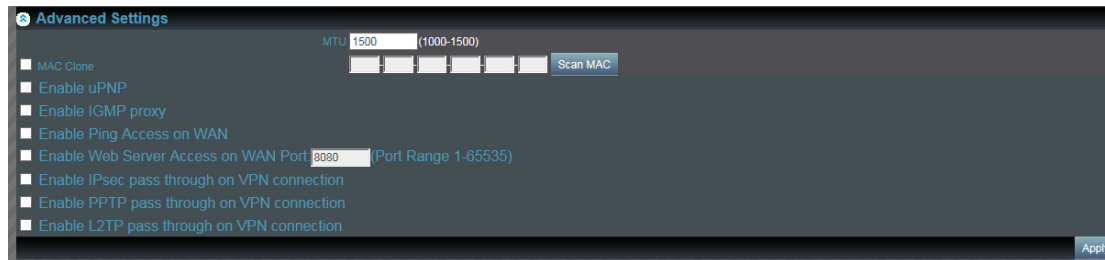 Advanced Settings
MTU 1500 (1000-1500)
MAC Clone - - - - - Scan MAC
Enable uPNP
Enable IGMP proxy
Enable Ping Access on WAN
Enable Web Server Access on WAN Port 8080 (Port Range 1-65535)
Enable IPsec pass through on VPN connection
Enable PPTP pass through on VPN connection
Enable L2TP pass through on VPN connection
Appl